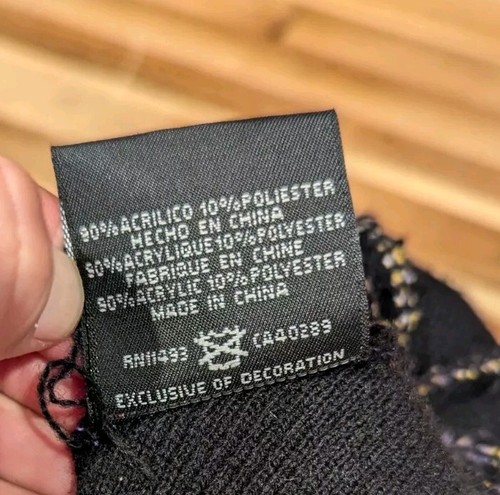 90% ACRILICO 10% POLIESTER
HECHO EN CHINA
90% ACRYLIQUE 10% POLYESTER
FABRIQUE EN CHINE
90% ACRYLIC 10% POLYESTER
MADE IN CHINA
RN11493 CA40289
EXCLUSIVE OF DECORATION